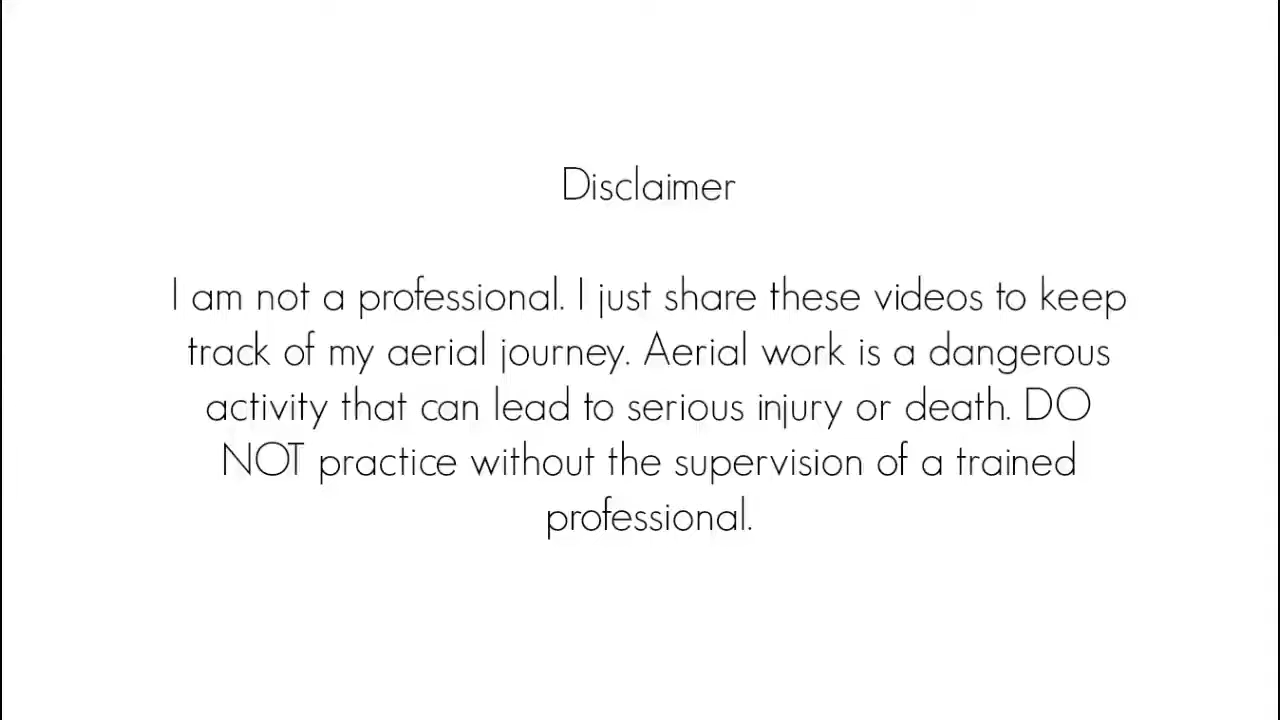 Disclaimer
I am not a professional. I just share these videos to keep
track of my aerial journey. Aerial work is a dangerous
activity that can lead to serious injury or death. DO
NOT practice without the supervision of a trained
professional.